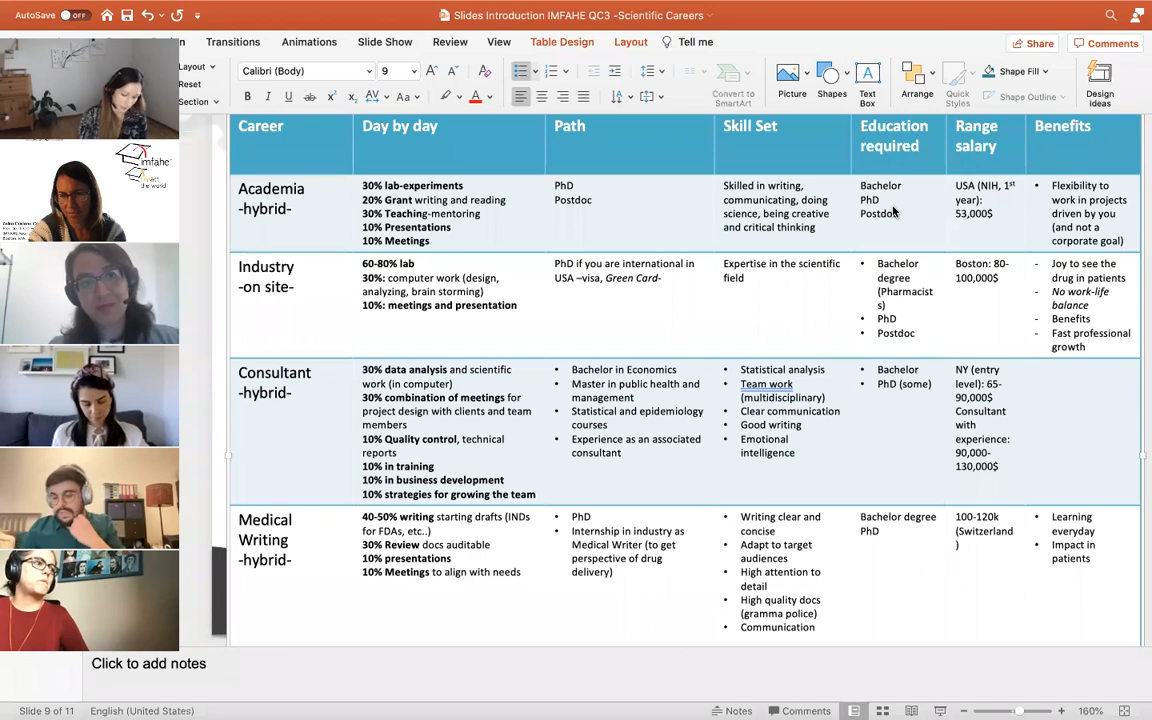 AutoSave OFF Slides Introduction IMFAHE QC3 -Scientific Careers
Transitions Animations Slide Show Review View Table Design Layout Tell me Share Comments
Layout
Reset
Section
Calibri (Body) 9
Convert to SmartArt
Picture
Shapes
Text Box
Arrange
Quick Styles
Shape Fill
Shape Outline
Design ideas
imfahe
act
the world
Career Day by day Path Skill Set Education required Range salary Benefits
Academia
-hybrid-
30% lab-experiments
20% Grant writing and reading
30% Teaching-mentoring
10% Presentations
10% Meetings
PhD
Postdoc
Skilled in writing,
communicating, doing
science, being creative
and critical thinking
Bachelor
PhD
Postdoc
USA (NIH, 1st
year):
53,000$
• Flexibility to
work in projects
driven by you
(and not a
corporate goal)
Industry
-on site-
60-80% lab
30%: computer work (design,
analyzing, brain storming)
10%: meetings and presentation
PhD if you are international in
USA –visa, Green Card-
Expertise in the scientific
field
• Bachelor
degree
(Pharmacist
s)
• PhD
• Postdoc
Boston: 80-
100,000$
- Joy to see the
drug in patients
- No work-life
balance
- Benefits
- Fast professional
growth
Consultant
-hybrid-
30% data analysis and scientific
work (in computer)
30% combination of meetings for
project design with clients and team
members
10% Quality control, technical
reports
10% in training
10% in business development
10% strategies for growing the team
• Bachelor in Economics
• Master in public health and
management
• Statistical and epidemiology
courses
• Experience as an associated
consultant
• Statistical analysis
• Team work
(multidisciplinary)
• Clear communication
• Good writing
• Emotional
intelligence
• Bachelor
• PhD (some)
NY (entry
level): 65-
90,000$
Consultant
with
experience:
90,000-
130,000$
Medical
Writing
-hybrid-
40-50% writing starting drafts (INDs
for FDAs, etc..)
30% Review docs auditable
10% presentations
10% Meetings to align with needs
• PhD
• Internship in industry as
Medical Writer (to get
perspective of drug
delivery)
• Writing clear and
concise
• Adapt to target
audiences
• High attention to
detail
• High quality docs
(gramma police)
• Communication
Bachelor degree
PhD
100-120k
(Switzerland
)
• Learning
everyday
• Impact in
patients
Click to add notes
Slide 9 of 11 English (United States) Notes Comments 160%